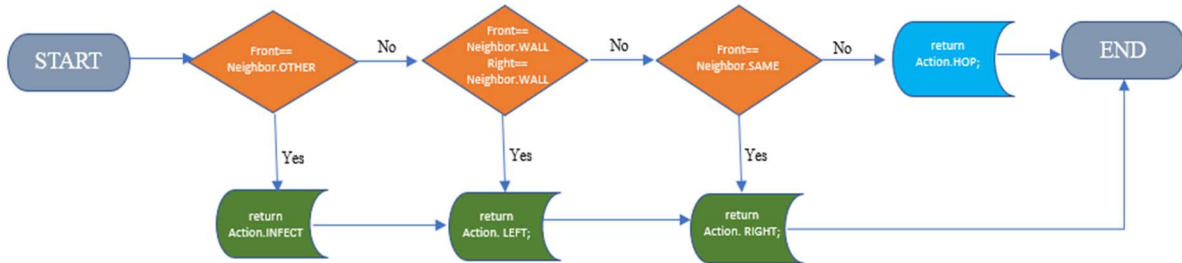 START
Front==
Neighbor.OTHER
No
Front==
Neighbor.WALL
Right==
Neighbor.WALL
No
Front==
Neighbor.SAME
No
return
Action.HOP;
END
Yes
Yes
Yes
return
Action.INFECT
return
Action. LEFT;
return
Action. RIGHT;